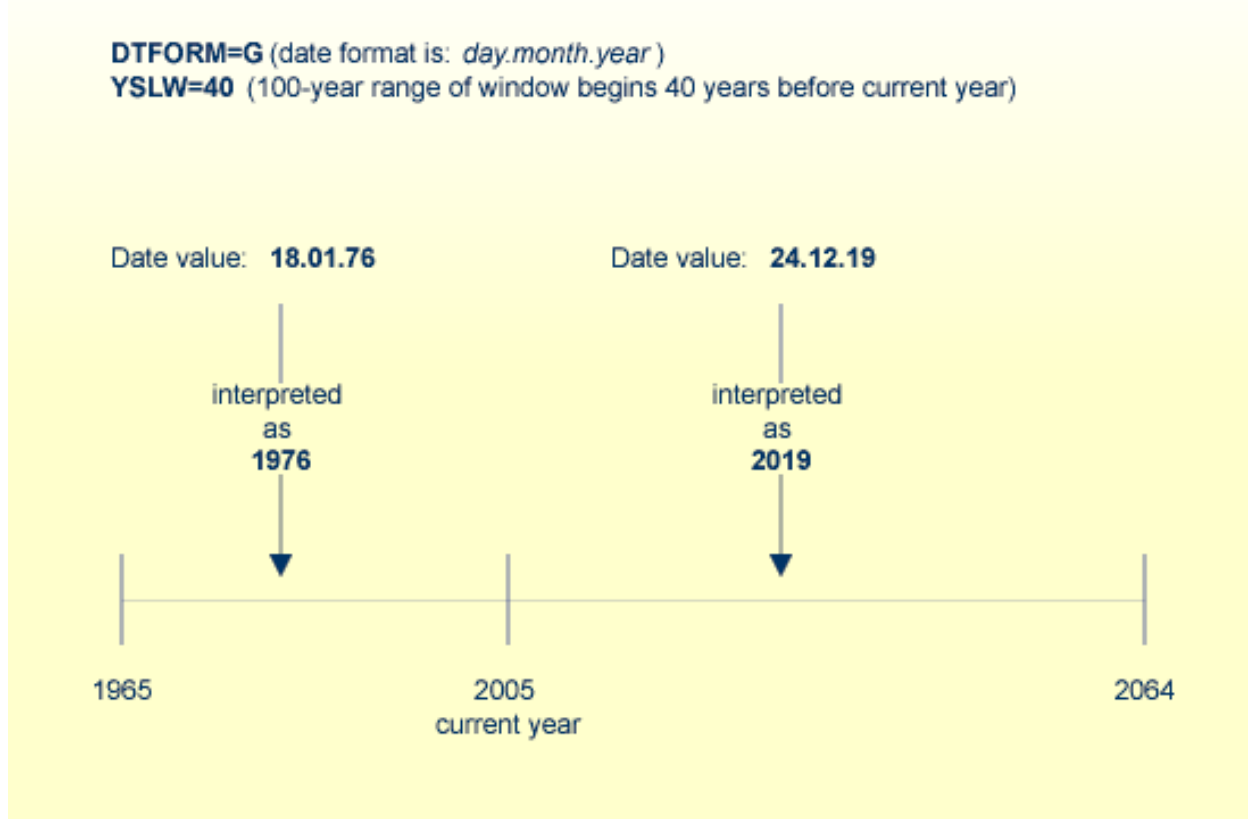 DTFORM=G (date format is: day.month.year )
YSLW=40 (100-year range of window begins 40 years before current year)
Date value: 18.01.76
Date value: 24.12.19
interpreted
as
1976
interpreted
as
2019
1965
2005
current year
2064